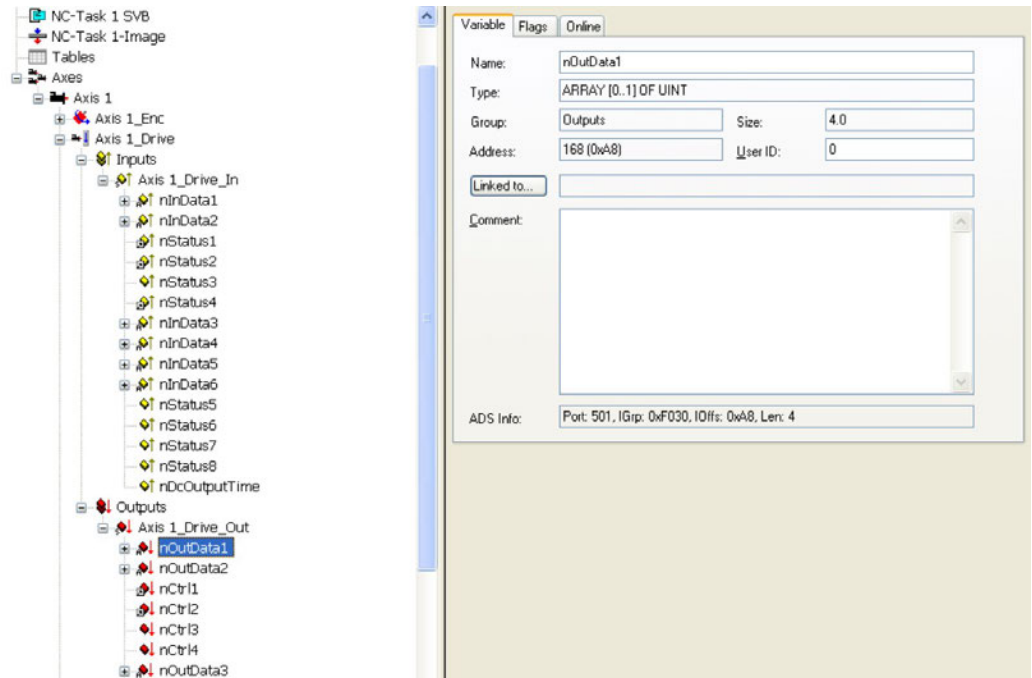 NC-Task 1 SVB
NC-Task 1-Image
Tables
Axes
Axis 1
Axis 1_Enc
Axis 1_Drive
Inputs
Axis 1_Drive_In
nInData1
nInData2
nStatus1
nStatus2
nStatus3
nStatus4
nInData3
nInData4
nInData5
nInData6
nStatus5
nStatus6
nStatus7
nStatus8
nDcOutputTime
Outputs
Axis 1_Drive_Out
nOutData1
nOutData2
nCtrl1
nCtrl2
nCtrl3
nCtrl4
nOutData3
Variable Flags Online
Name: nOutData1
Type: ARRAY [0..1] OF UINT
Group: Outputs Size: 4.0
Address: 168 (0xA8) User ID: 0
Linked to...
Comment:
ADS Info: Port: 501, IGrp: 0xF030, IOffs: 0xA8, Len: 4